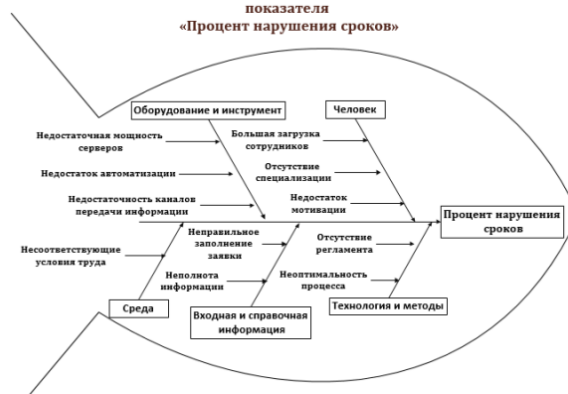 показателя
«Процент нарушения сроков»
Оборудование и инструмент
Человек
Недостаточная мощность
серверов
Большая загрузка
сотрудников
Недостаток автоматизации
Отсутствие
специализации
Недостаточность каналов
передачи информации
Недостаток
мотивации
Процент нарушения
сроков
Несоответствующие
условия труда
Неправильное
заполнение
заявки
Отсутствие
регламента
Неполнота
информации
Неоптимальность
процесса
Среда
Входная и справочная
информация
Технология и методы